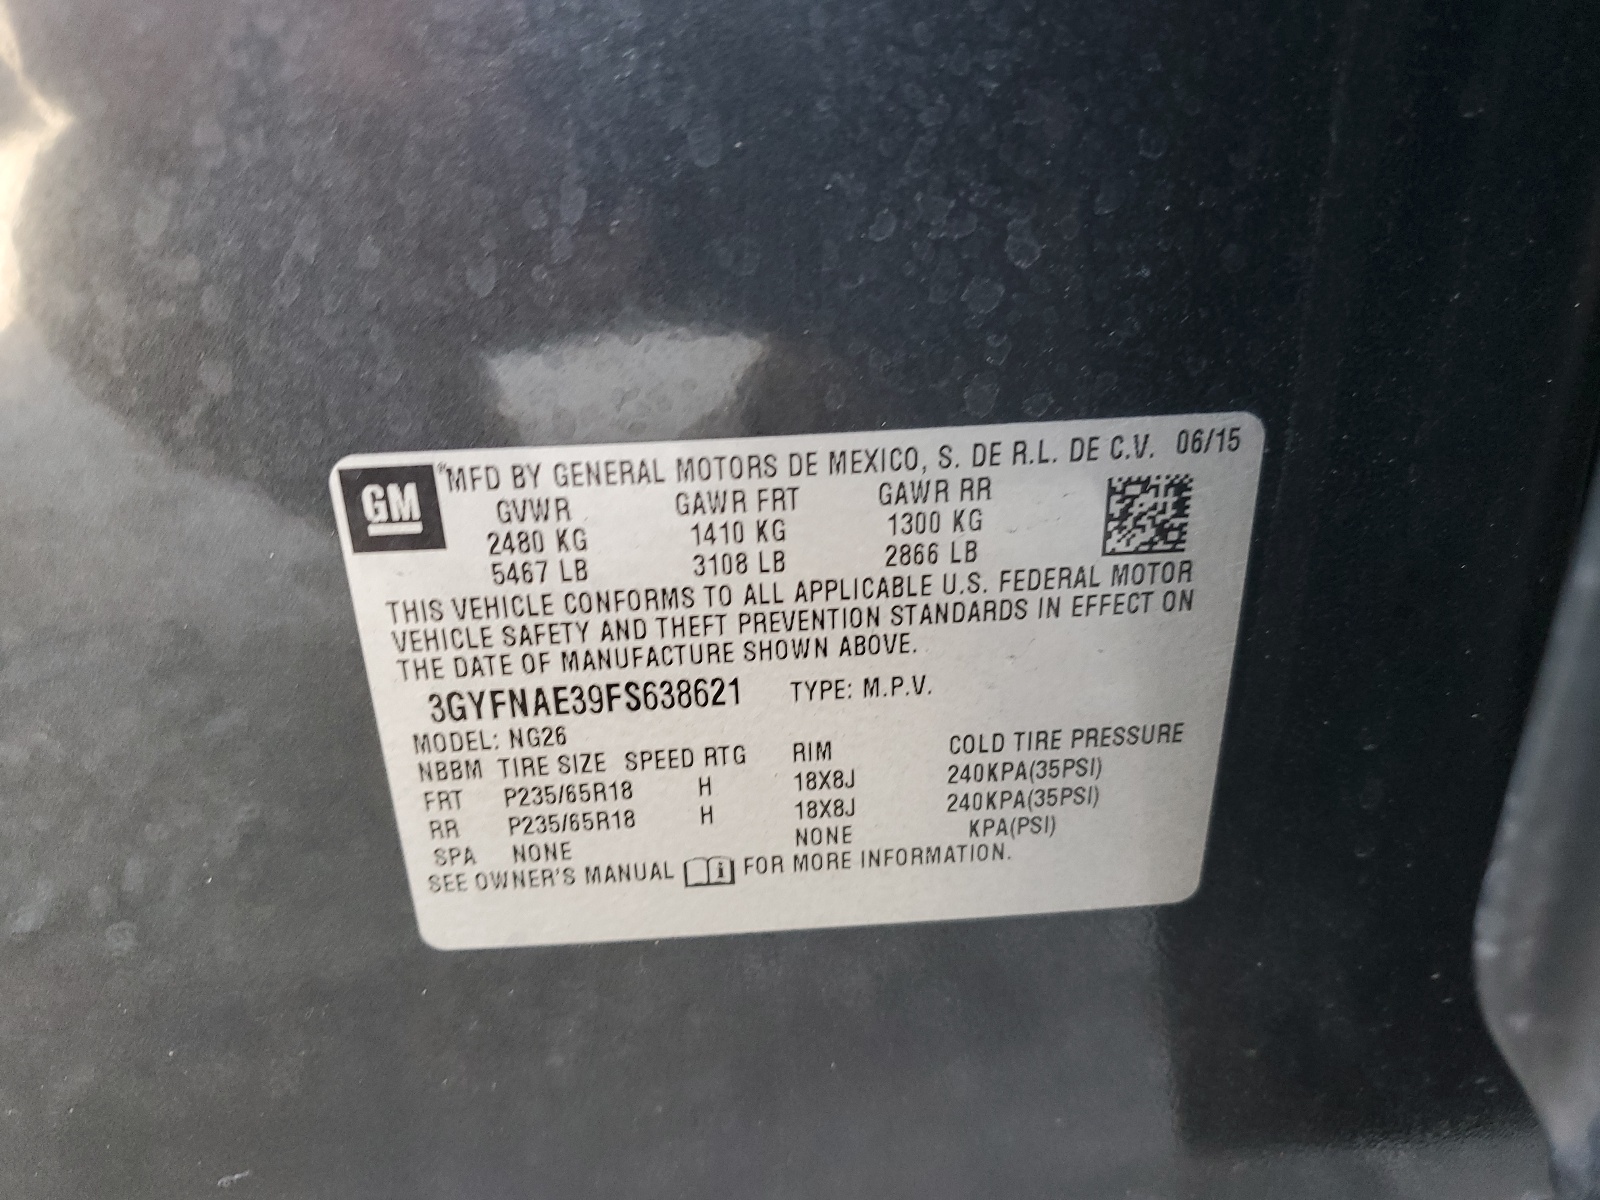 GM
MFD BY GENERAL MOTORS DE MEXICO, S. DE R.L. DE C.V. 06/15
GVWR GAWR FRT GAWR RR
2480 KG 1410 KG 1300 KG
5467 LB 3108 LB 2866 LB
THIS VEHICLE CONFORMS TO ALL APPLICABLE U.S. FEDERAL MOTOR
VEHICLE SAFETY AND THEFT PREVENTION STANDARDS IN EFFECT ON
THE DATE OF MANUFACTURE SHOWN ABOVE.
3GYFNAE39FS638621 TYPE: M.P.V.
MODEL: NG26
NBBM TIRE SIZE SPEED RTG RIM COLD TIRE PRESSURE
FRT P235/65R18 H 18X8J 240KPA(35PSI)
RR P235/65R18 H 18X8J 240KPA(35PSI)
SPA NONE NONE KPA(PSI)
SEE OWNER'S MANUAL i FOR MORE INFORMATION.